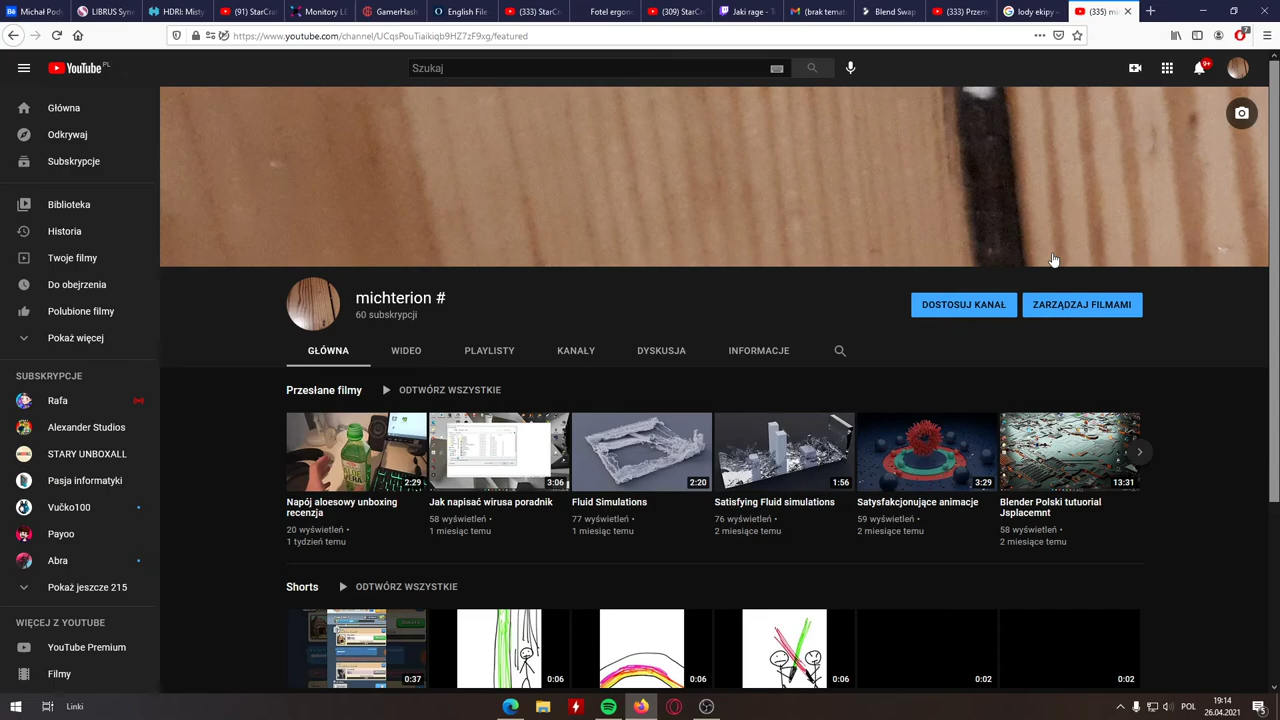 Michał Podw
LIBRUS Syne
HDRI: Misty
(91) StarCra
Monitory LE
GamerHash
English File
(333) StarCr
Fotel ergono
(309) StarCr
Jaki rage - T
(brak temat
Blend Swap
(333) Przem
lody ekipy -
(335) mi
https://www.youtube.com/channel/UCqsPouTiaikiqb9HZ7zF9xg/featured
7
YouTube PL
Szukaj
9+
Główna
Odkrywaj
Subskrypcje
Biblioteka
Historia
Twoje filmy
Do obejrzenia
Polubione filmy
Pokaż więcej
SUBSKRYPCJE
Rafa
Alexander Studios
STARY UNBOXALL
Pasja informatyki
Vučko100
Payoo
Abra
Pokaż jeszcze 215
WIĘCEJ Z YOUTUBE
YouTube Premium
Filmy
michterion #
60 subskrypcji
DOSTOSUJ KANAŁ
ZARZĄDZAJ FILMAMI
GŁÓWNA
WIDEO
PLAYLISTY
KANAŁY
DYSKUSJA
INFORMACJE
Przesłane filmy
ODTWÓRZ WSZYSTKIE
2:29
Napój aloesowy unboxing
recenzja
20 wyświetleń •
1 tydzień temu
3:06
Jak napisać wirusa poradnik
58 wyświetleń •
1 miesiąc temu
2:20
Fluid Simulations
77 wyświetleń •
1 miesiąc temu
1:56
Satisfying Fluid simulations
76 wyświetleń •
2 miesiące temu
3:29
Satysfakcjonujące animacje
59 wyświetleń •
2 miesiące temu
13:31
Blender Polski tutorial
Jsplacemnt
58 wyświetleń •
2 miesiące temu
Shorts
ODTWÓRZ WSZYSTKIE
0:37
0:06
0:06
0:06
0:02
0:02
Linki
19:14
POL
26.04.2021
5